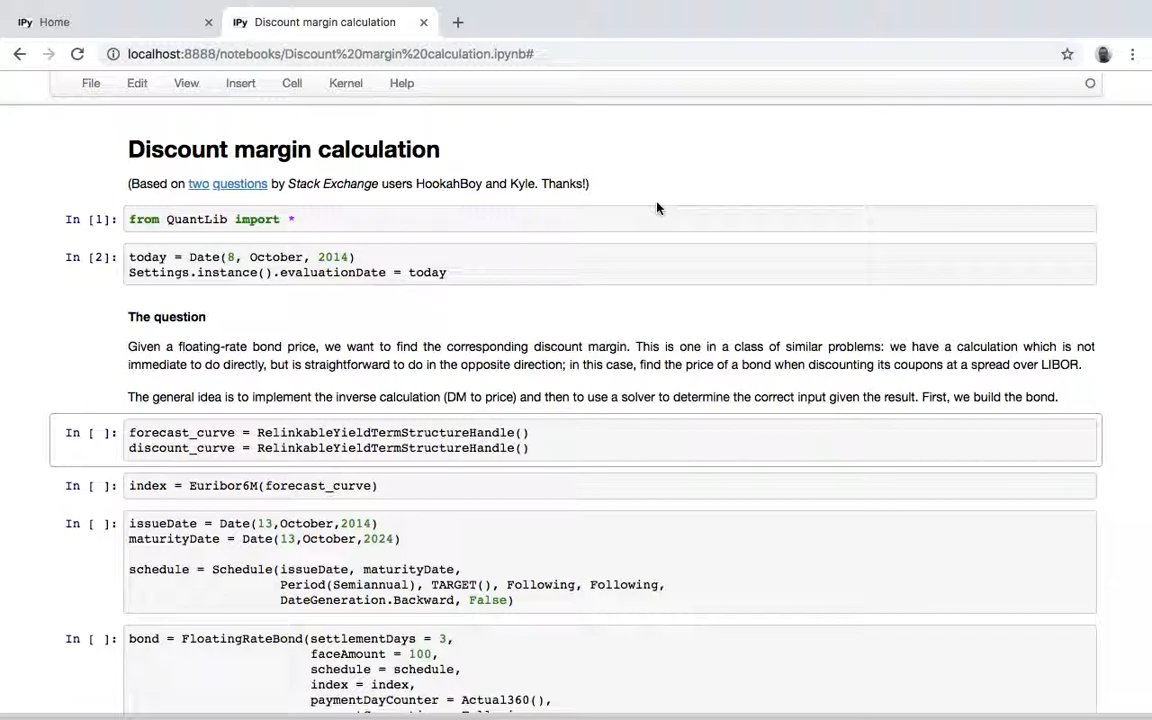 IPy Home
IPy Discount margin calculation
localhost:8888/notebooks/Discount%20margin%20calculation.ipynb#
File Edit View Insert Cell Kernel Help
Discount margin calculation
(Based on two questions by Stack Exchange users HookahBoy and Kyle. Thanks!)
In [1]: from QuantLib import *
In [2]: today = Date(8, October, 2014)
Settings.instance().evaluationDate = today
The question
Given a floating-rate bond price, we want to find the corresponding discount margin. This is one in a class of similar problems: we have a calculation which is not
immediate to do directly, but is straightforward to do in the opposite direction; in this case, find the price of a bond when discounting its coupons at a spread over LIBOR.
The general idea is to implement the inverse calculation (DM to price) and then to use a solver to determine the correct input given the result. First, we build the bond.
In [ ]: forecast_curve = RelinkableYieldTermStructureHandle()
discount_curve = RelinkableYieldTermStructureHandle()
In [ ]: index = Euribor6M(forecast_curve)
In [ ]: issueDate = Date(13,October,2014)
maturityDate = Date(13,October,2024)
schedule = Schedule(issueDate, maturityDate,
Period(Semiannual), TARGET(), Following, Following,
DateGeneration.Backward, False)
In [ ]: bond = FloatingRateBond(settlementDays = 3,
faceAmount = 100,
schedule = schedule,
index = index,
paymentDayCounter = Actual360(),